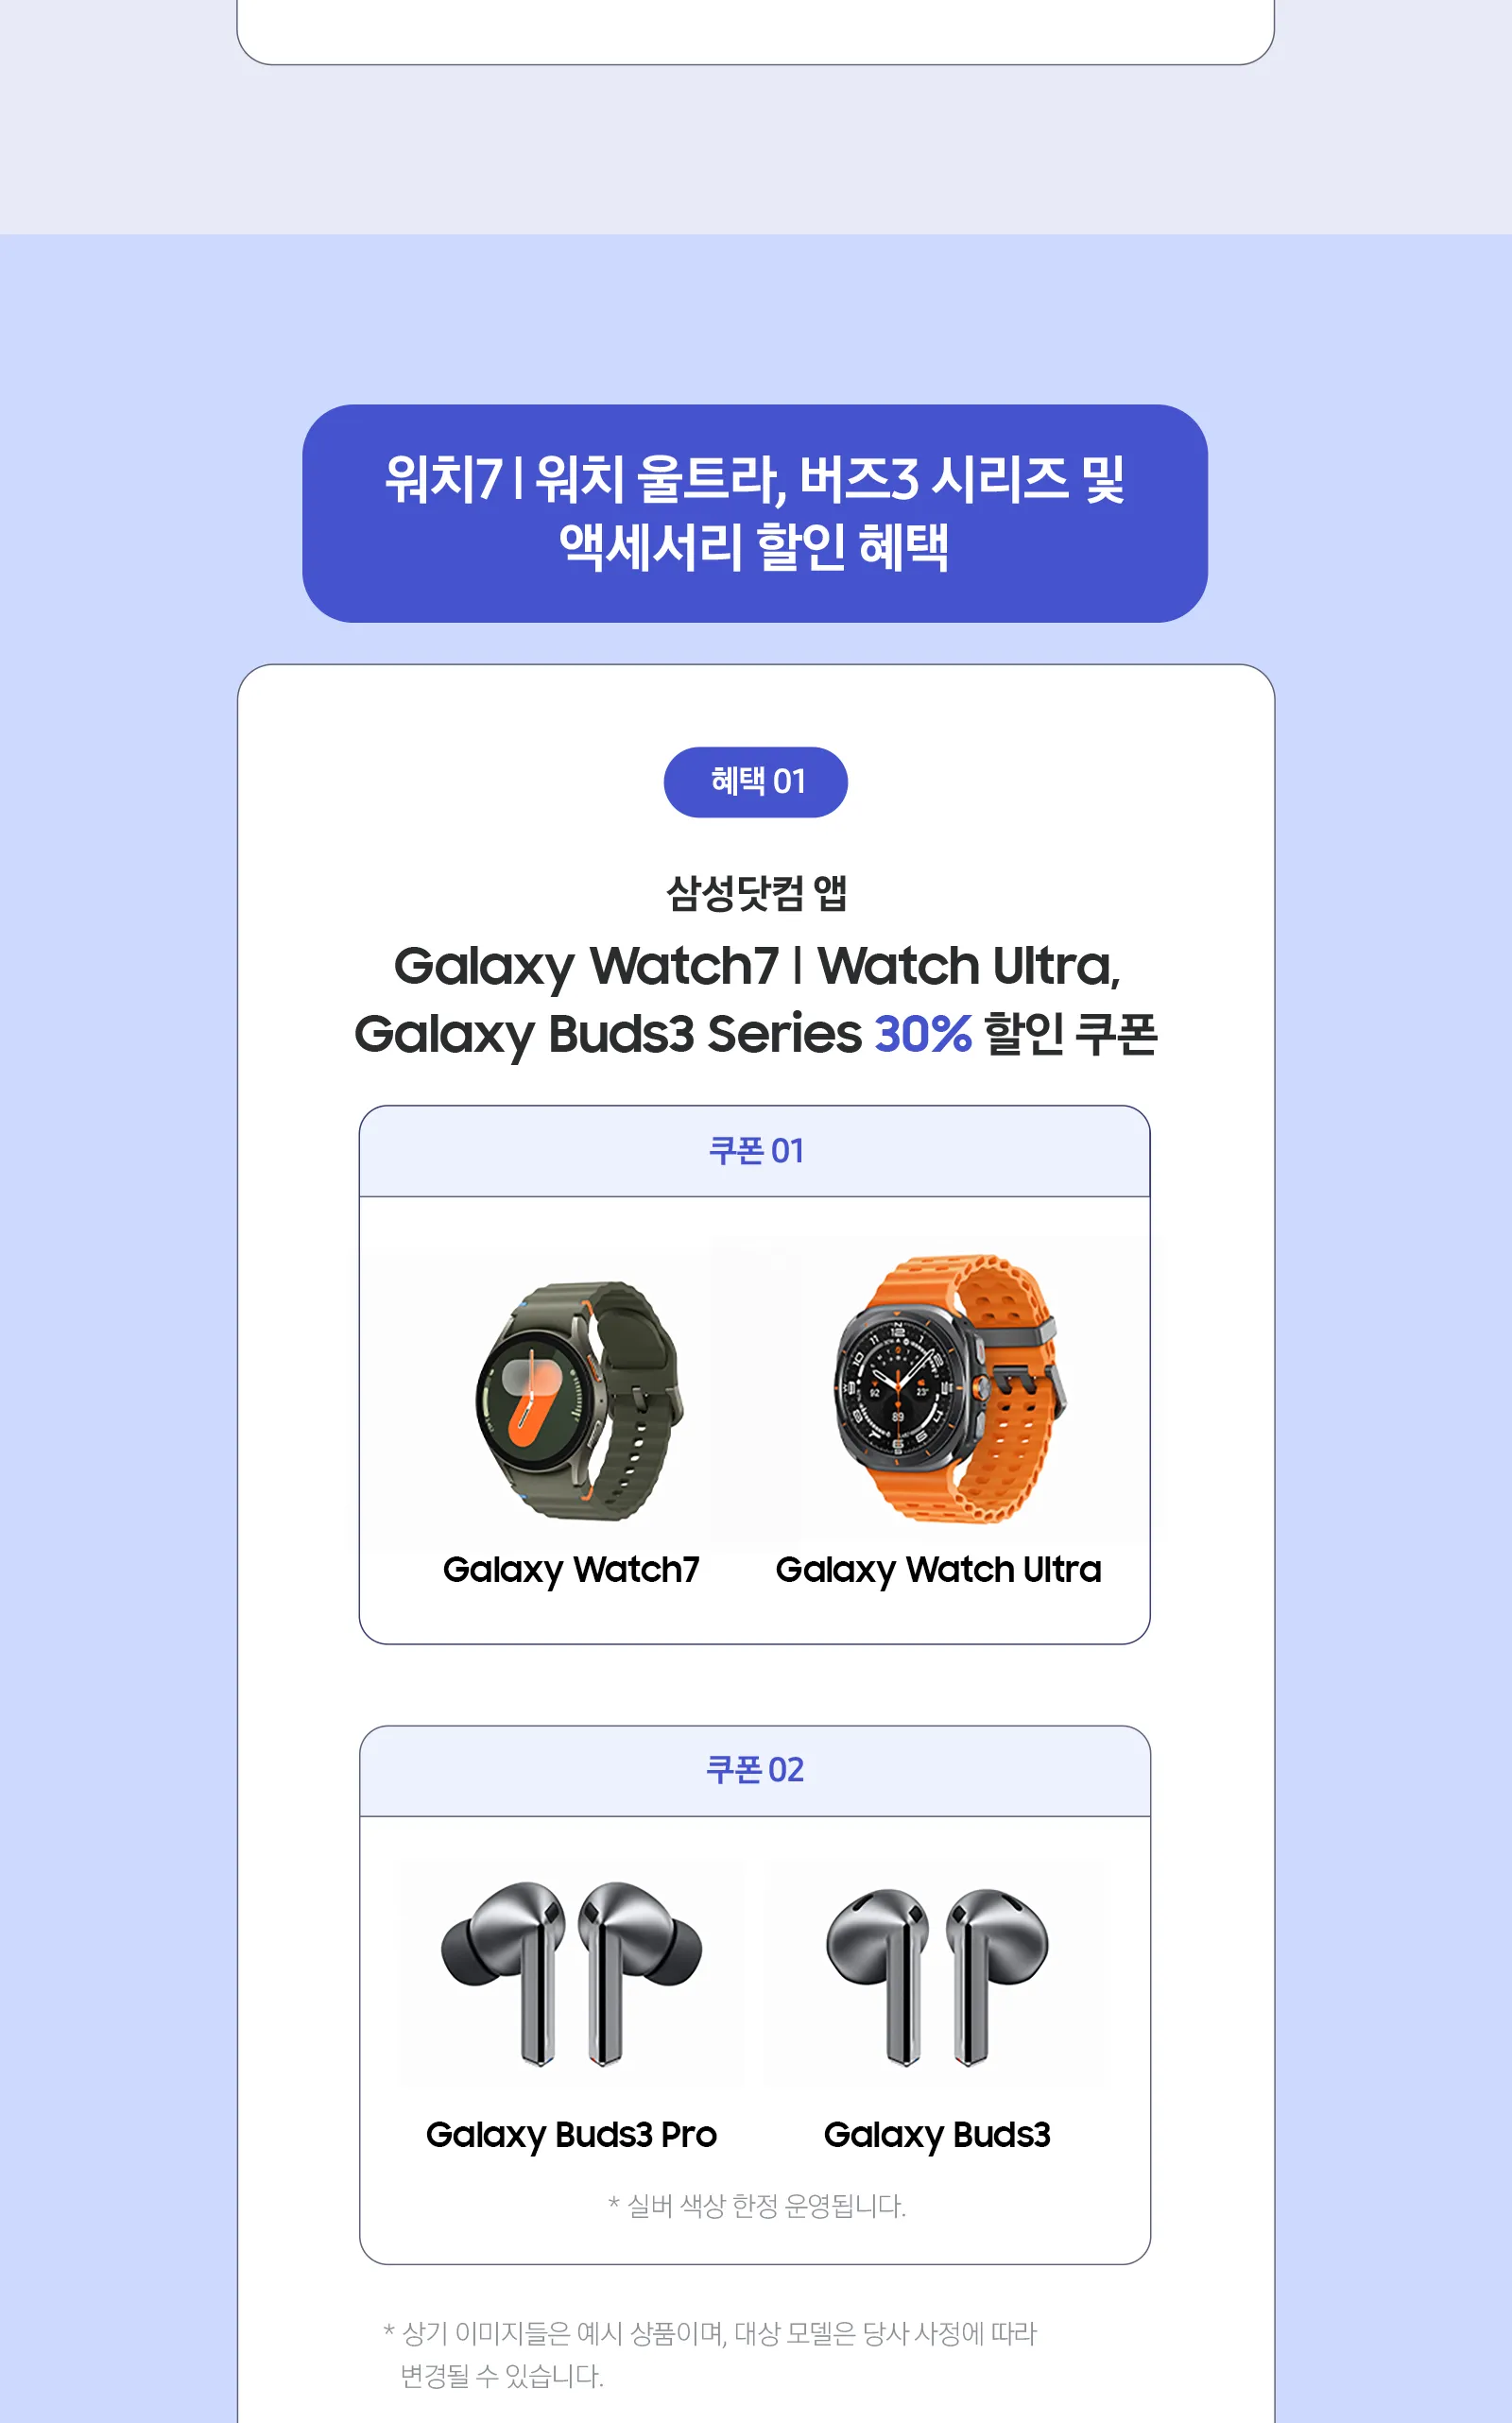 워치7 | 워치 울트라, 버즈3 시리즈 및
액세서리 할인 혜택
혜택 01
삼성닷컴 앱
Galaxy Watch7 | Watch Ultra,
Galaxy Buds3 Series 30% 할인 쿠폰
쿠폰 01
Galaxy Watch7
Galaxy Watch Ultra
쿠폰 02
Galaxy Buds3 Pro
Galaxy Buds3
* 실버 색상 한정 운영됩니다.
* 상기 이미지들은 예시 상품이며, 대상 모델은 당사 사정에 따라
변경될 수 있습니다.